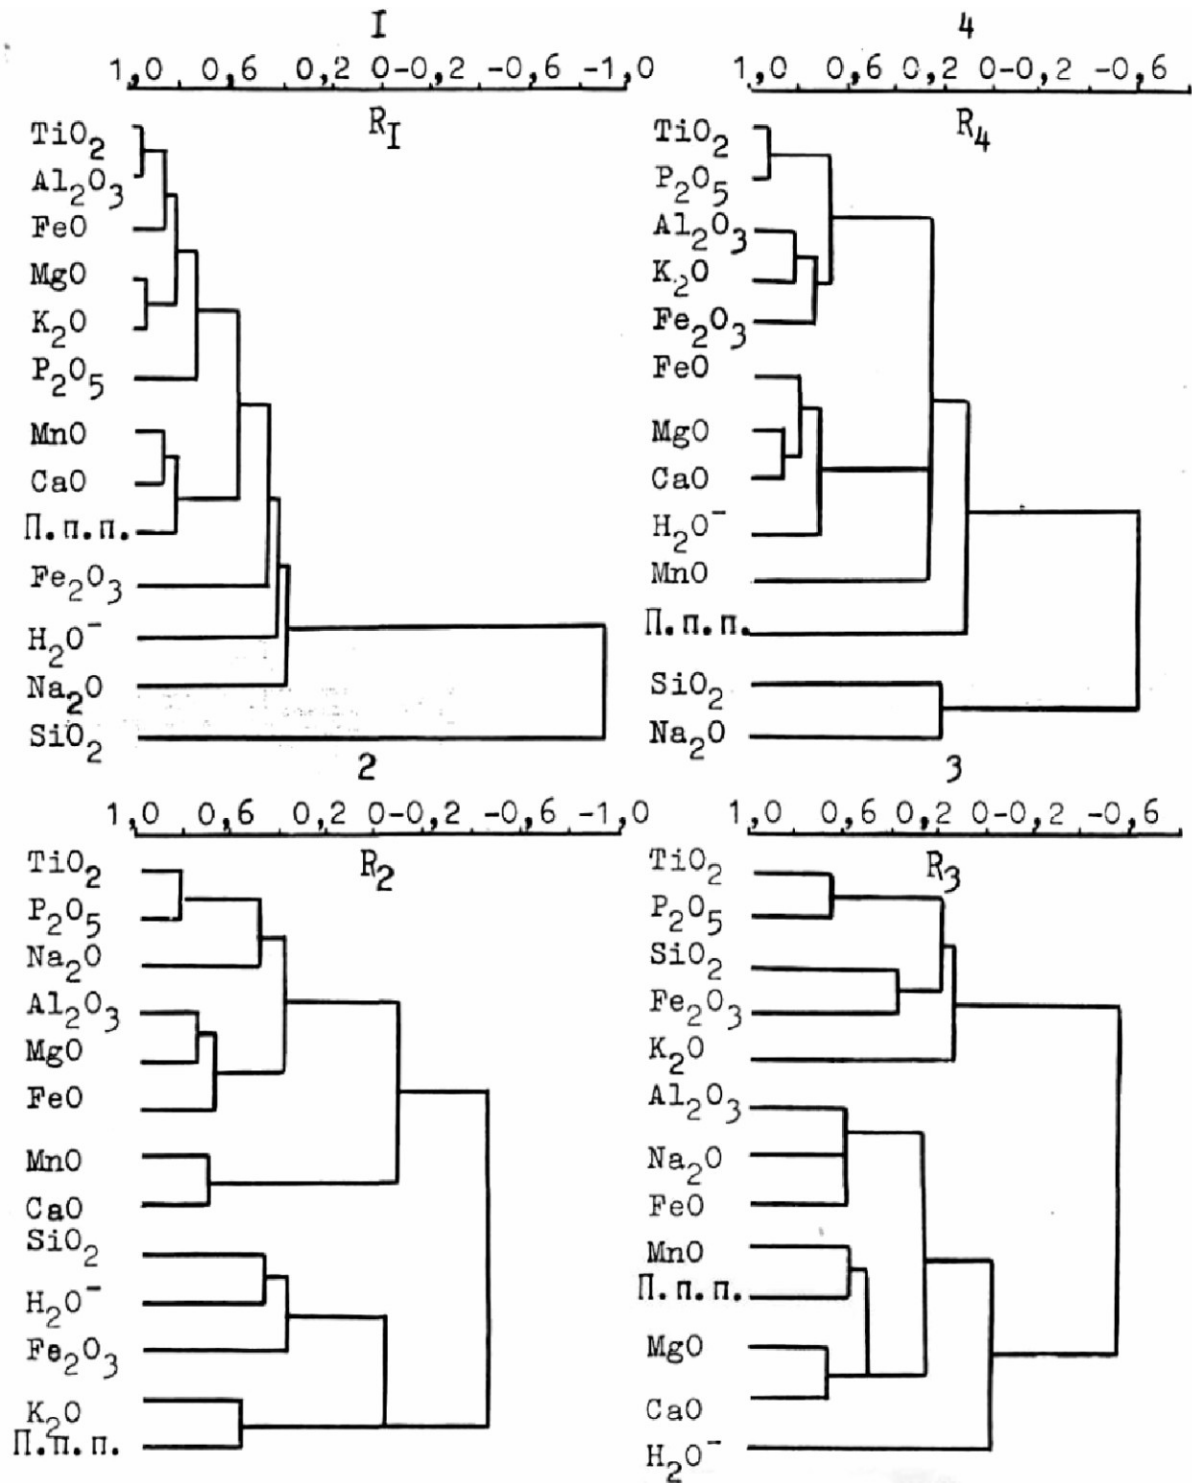 I
1,0 0,6 0,2 0-0,2 -0,6 -1,0
R_I
TiO₂
Al₂O₃
FeO
MgO
K₂O
P₂O₅
MnO
CaO
П.п.п.
Fe₂O₃
H₂O⁻
Na₂O
SiO₂
4
1,0 0,6 0,2 0-0,2 -0,6
R₄
TiO₂
P₂O₅
Al₂O₃
K₂O
Fe₂O₃
FeO
MgO
CaO
H₂O⁻
MnO
П.п.п.
SiO₂
Na₂O
2
1,0 0,6 0,2 0-0,2 -0,6 -1,0
R₂
TiO₂
P₂O₅
Na₂O
Al₂O₃
MgO
FeO
MnO
CaO
SiO₂
H₂O⁻
Fe₂O₃
K₂O
П.п.п.
3
1,0 0,6 0,2 0-0,2 -0,6
R₃
TiO₂
P₂O₅
SiO₂
Fe₂O₃
K₂O
Al₂O₃
Na₂O
FeO
MnO
П.п.п.
MgO
CaO
H₂O⁻